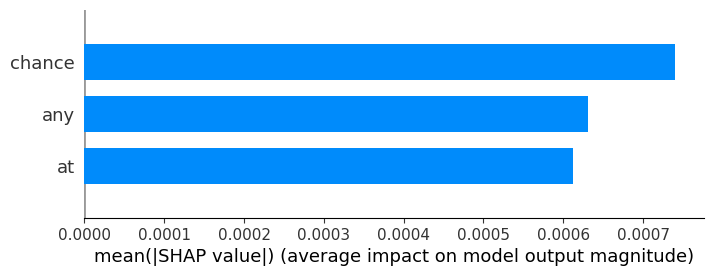 chance
any
at
0.0000 0.0001 0.0002 0.0003 0.0004 0.0005 0.0006 0.0007
mean(|SHAP value|) (average impact on model output magnitude)